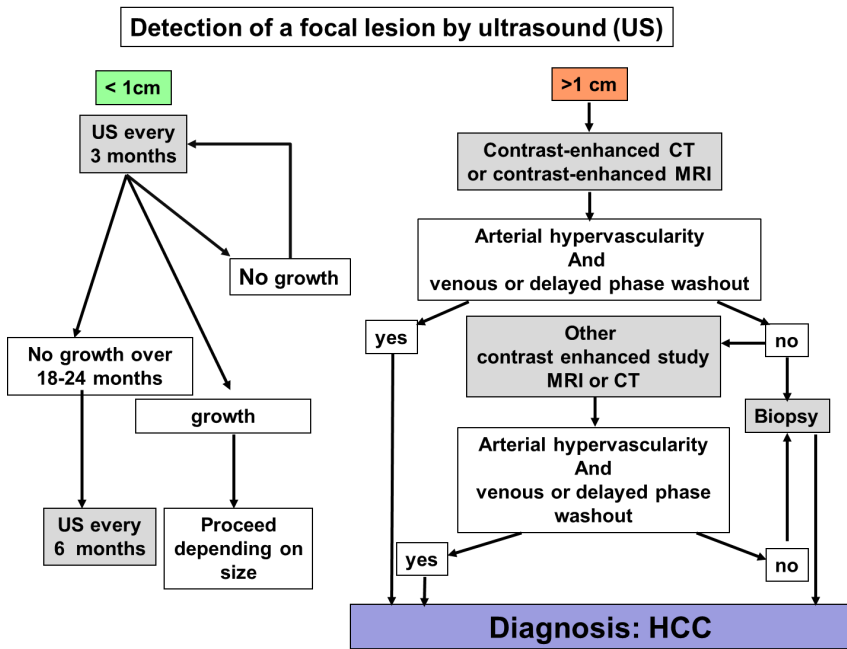 Detection of a focal lesion by ultrasound (US)
< 1cm
US every
3 months
No growth
No growth over
18-24 months
growth
US every
6 months
Proceed
depending on
size
>1 cm
Contrast-enhanced CT
or contrast-enhanced MRI
Arterial hypervascularity
And
venous or delayed phase washout
yes
no
Other
contrast enhanced study
MRI or CT
Biopsy
Arterial hypervascularity
And
venous or delayed phase
washout
yes
no
Diagnosis: HCC